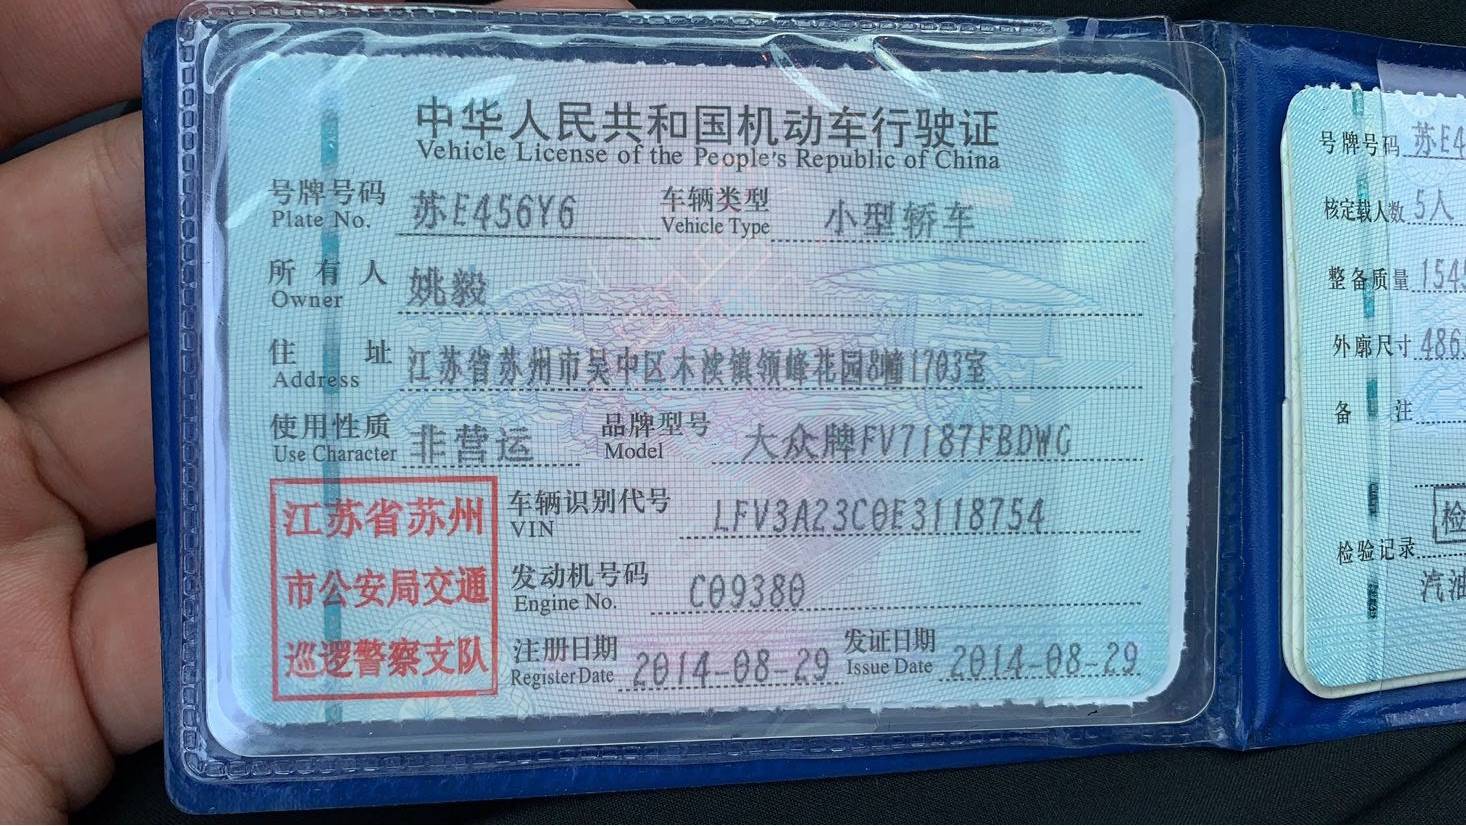 中华人民共和国机动车行驶证
Vehicle License of the People's Republic of China
号牌号码 苏E456Y6 车辆类型 小型轿车
Plate No. Vehicle Type
所有人 姚毅
Owner
住址 江苏省苏州市吴中区木渎镇领峰花园8幢1703室
Address
使用性质 非营运 品牌型号 大众牌FV7187FBDWG
Use Character Model
江苏省苏州
市公安局交通
巡逻警察支队
车辆识别代号 LFV3A23C0E3118754
VIN
发动机号码 C09380
Engine No.
注册日期 2014-08-29 发证日期 2014-08-29
Register Date Issue Date
号牌号码 苏E4
核定载人数 5人
整备质量 154
外廓尺寸 486
备注
检验记录
汽油